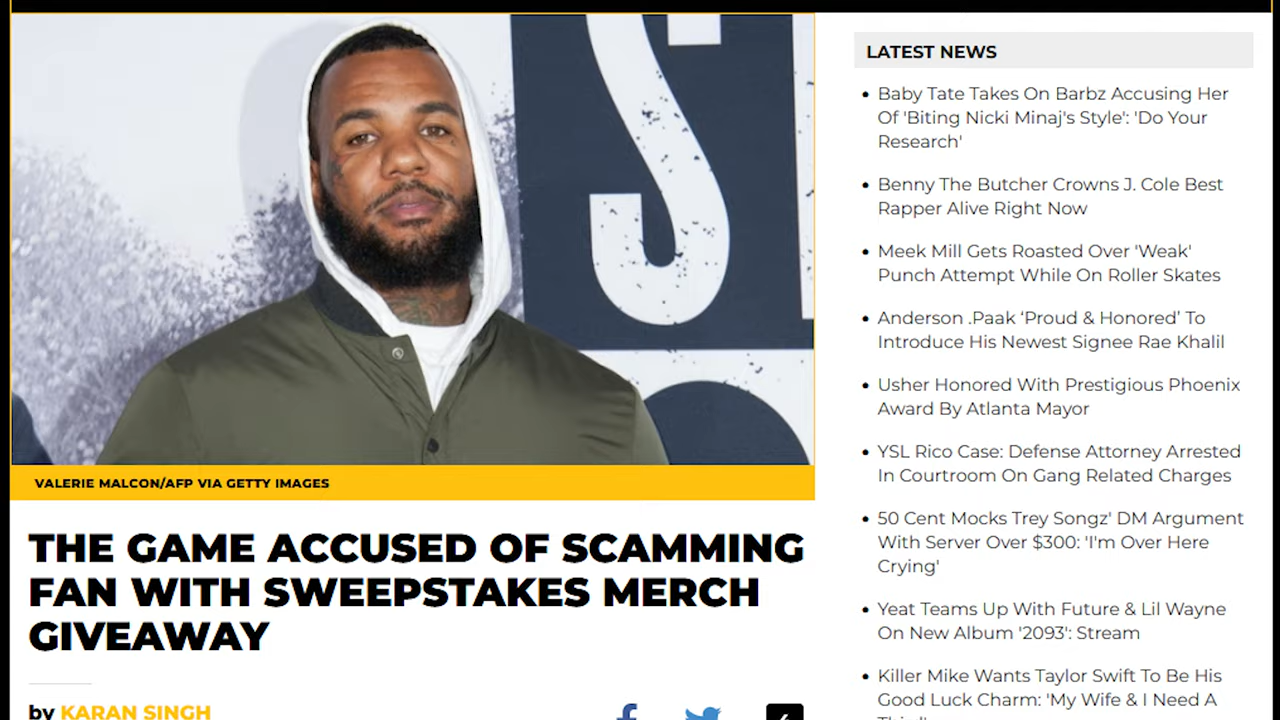 VALERIE MALCON/AFP VIA GETTY IMAGES
THE GAME ACCUSED OF SCAMMING
FAN WITH SWEEPSTAKES MERCH
GIVEAWAY
by KARAN SINGH
LATEST NEWS
Baby Tate Takes On Barbz Accusing Her
Of 'Biting Nicki Minaj's Style': 'Do Your
Research'
Benny The Butcher Crowns J. Cole Best
Rapper Alive Right Now
Meek Mill Gets Roasted Over 'Weak'
Punch Attempt While On Roller Skates
Anderson .Paak ‘Proud & Honored’ To
Introduce His Newest Signee Rae Khalil
Usher Honored With Prestigious Phoenix
Award By Atlanta Mayor
YSL Rico Case: Defense Attorney Arrested
In Courtroom On Gang Related Charges
50 Cent Mocks Trey Songz' DM Argument
With Server Over $300: 'I'm Over Here
Crying'
Yeat Teams Up With Future & Lil Wayne
On New Album '2093': Stream
Killer Mike Wants Taylor Swift To Be His
Good Luck Charm: 'My Wife & I Need A